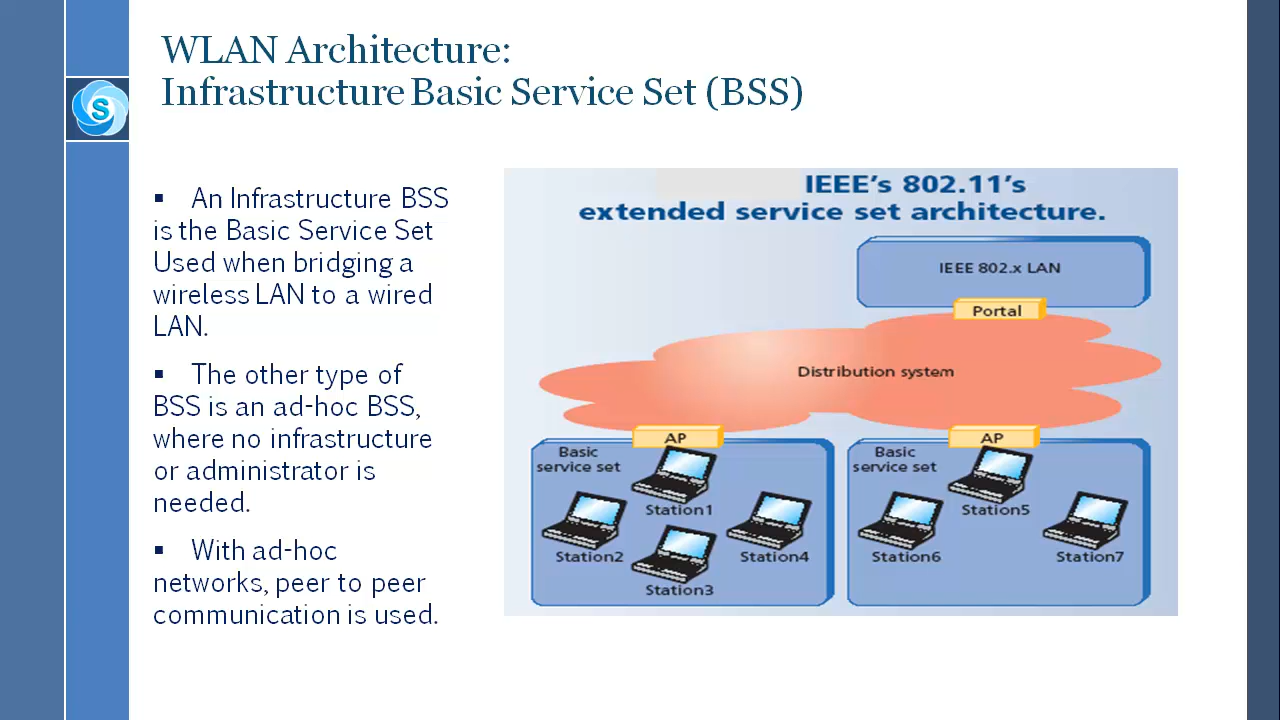 WLAN Architecture:
Infrastructure Basic Service Set (BSS)
S
▪ An Infrastructure BSS
is the Basic Service Set
Used when bridging a
wireless LAN to a wired
LAN.
▪ The other type of
BSS is an ad-hoc BSS,
where no infrastructure
or administrator is
needed.
▪ With ad-hoc
networks, peer to peer
communication is used.
IEEE's 802.11's
extended service set architecture.
IEEE 802.x LAN
Portal
Distribution system
AP
Basic
service set
Station1
Station2
Station4
Station3
AP
Basic
service set
Station5
Station6
Station7